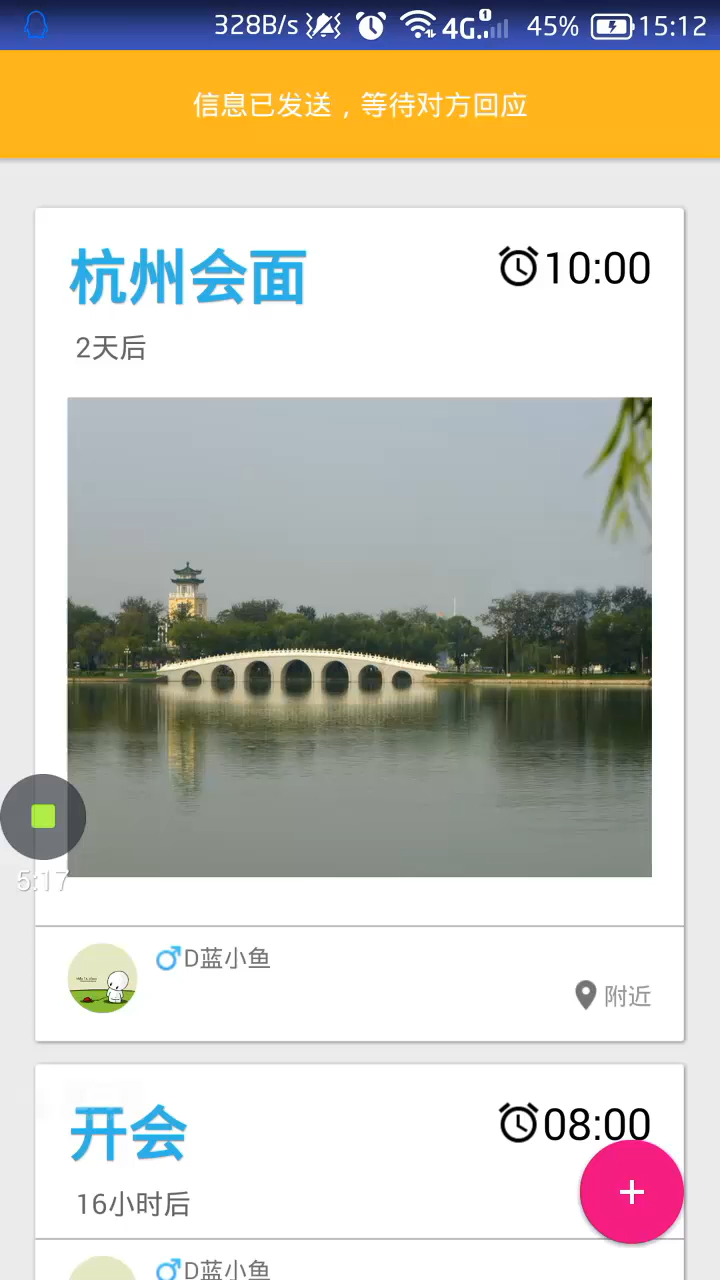 328B/s 4G 1 45% 15:12
信息已发送，等待对方回应
杭州会面
10:00
2天后
5:17
D蓝小鱼
附近
开会
08:00
16小时后
D蓝小鱼